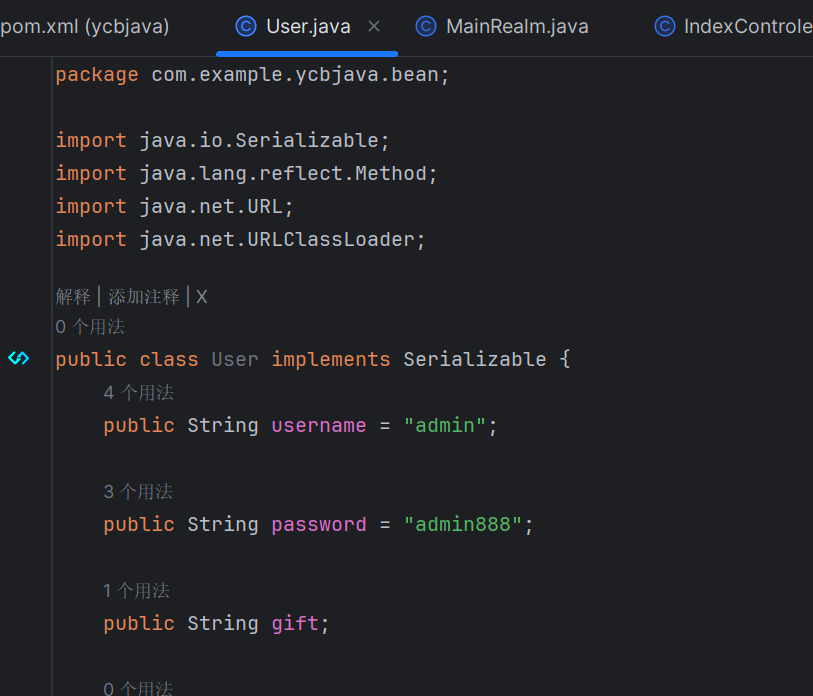 pom.xml (ycbjava) User.java MainRealm.java IndexControle
package com.example.ycbjava.bean;
import java.io.Serializable;
import java.lang.reflect.Method;
import java.net.URL;
import java.net.URLClassLoader;
解释 | 添加注释 | X
0 个用法
public class User implements Serializable {
4 个用法
public String username = "admin";
3 个用法
public String password = "admin888";
1 个用法
public String gift;
0 个用法